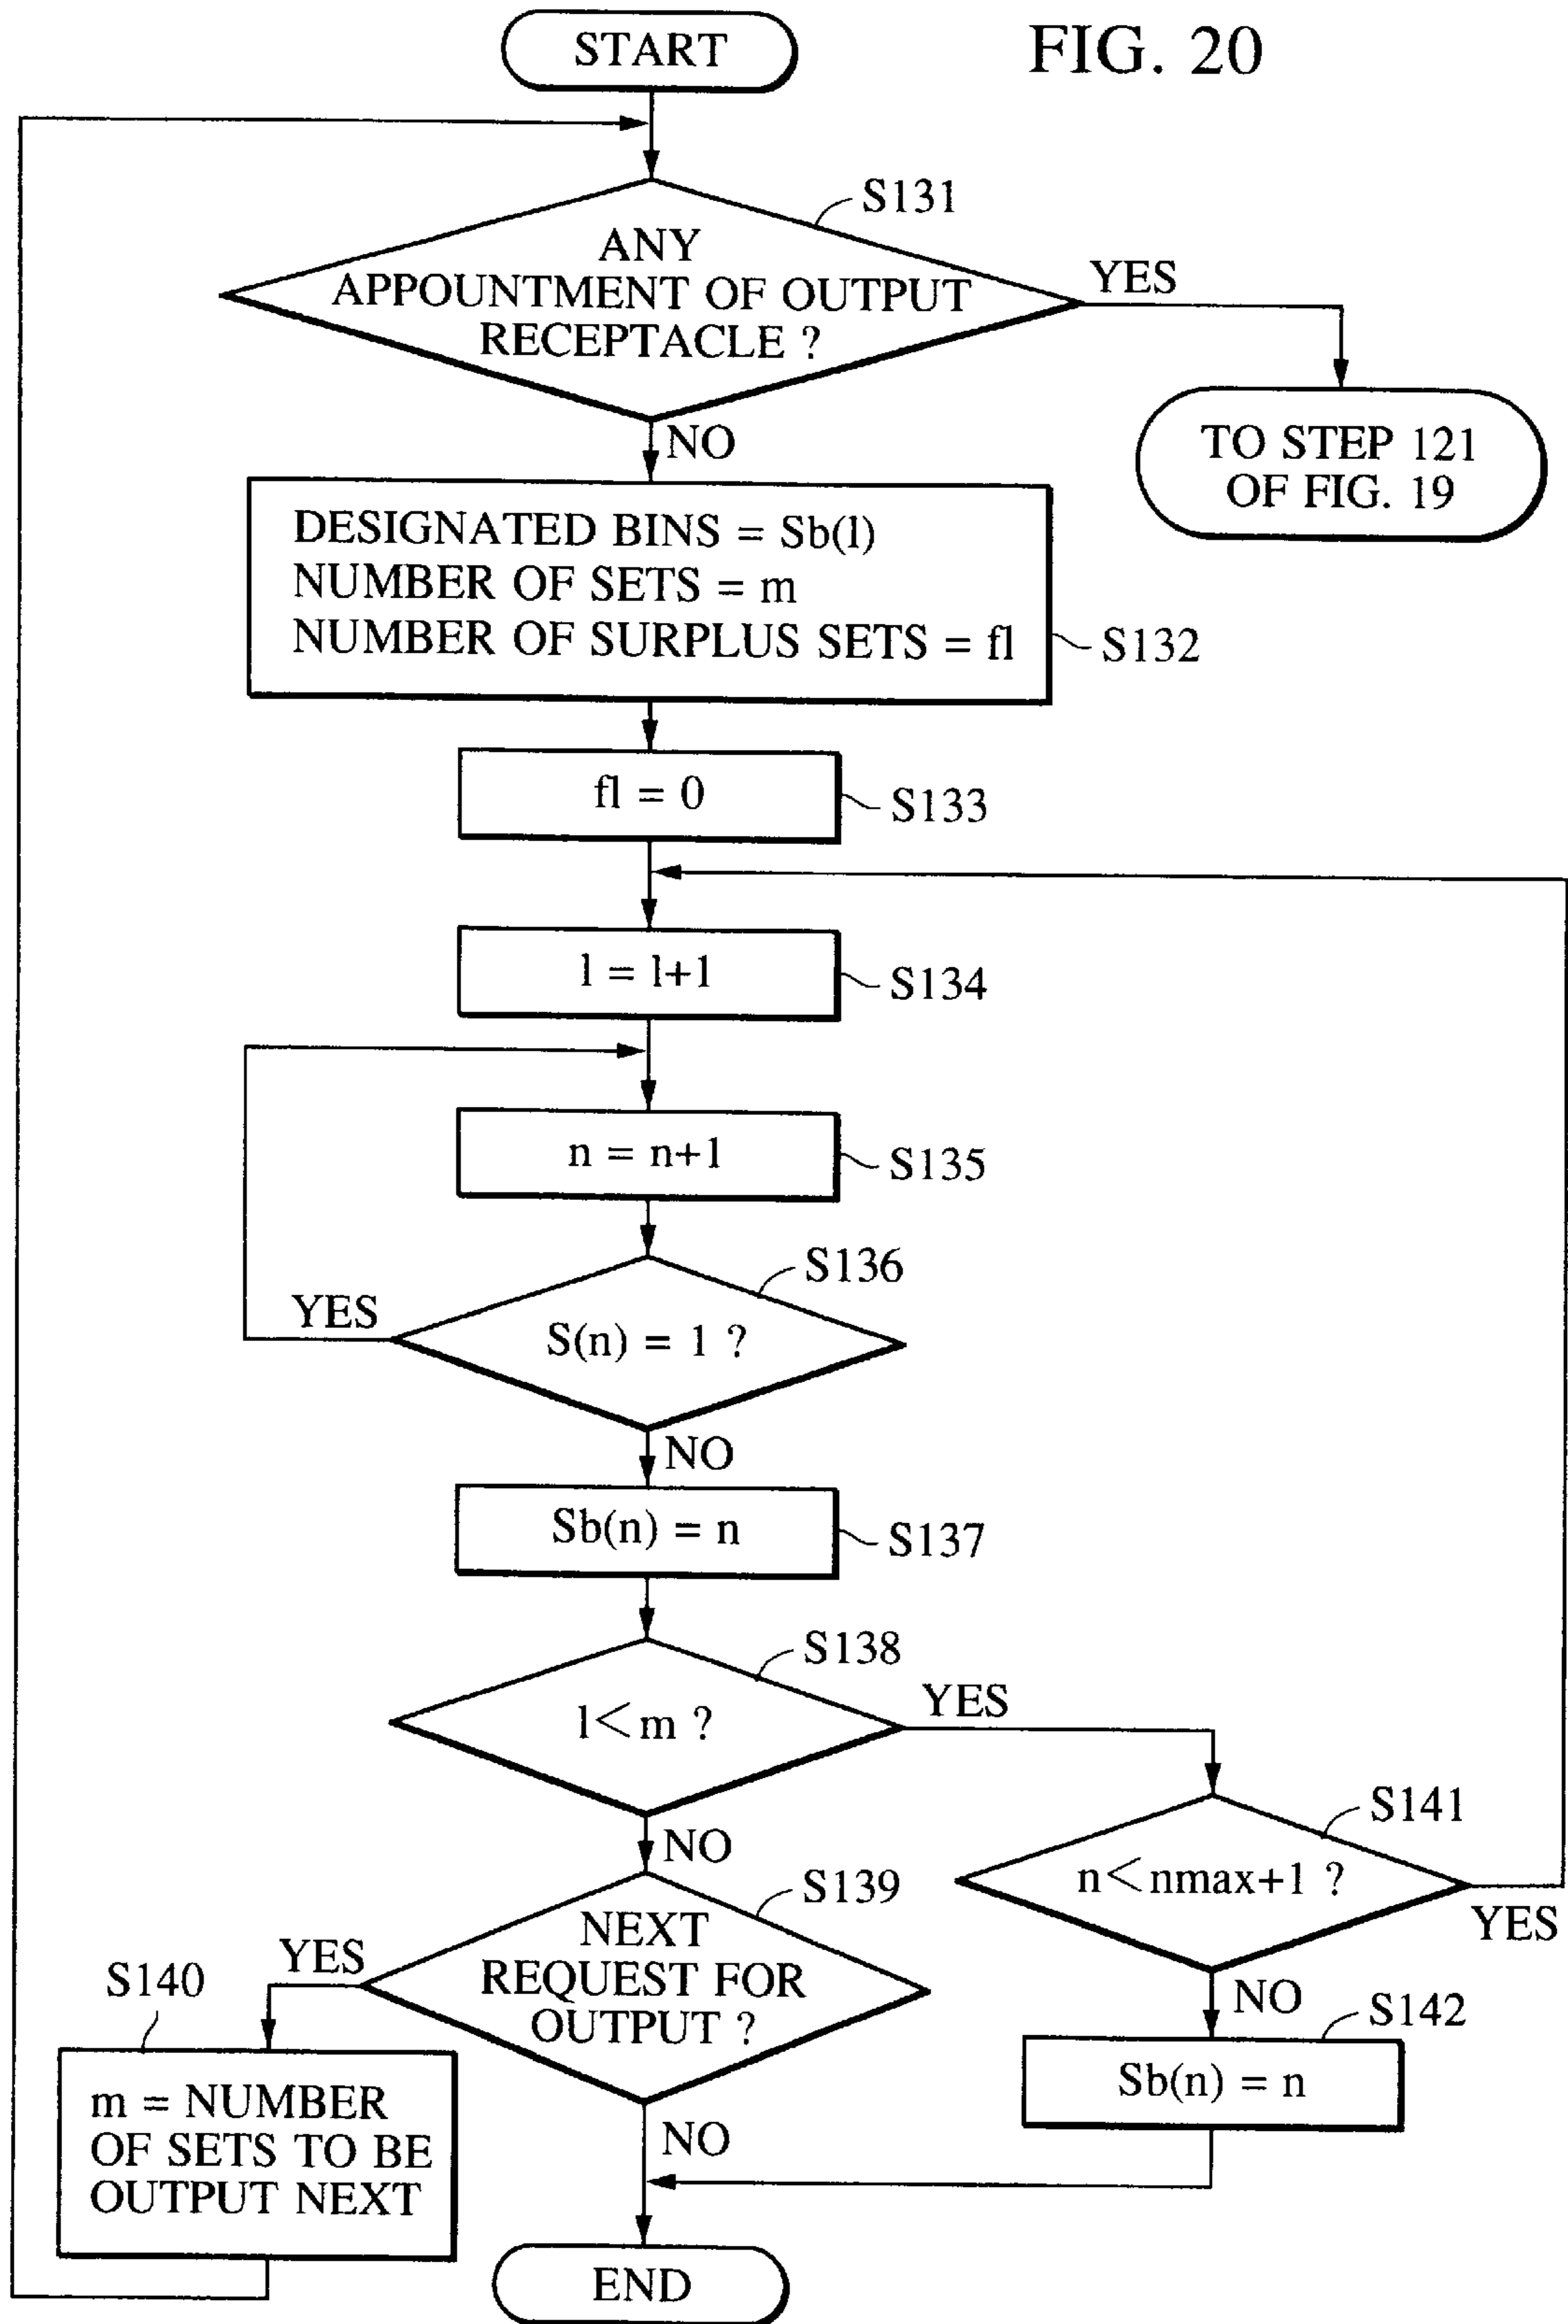 FIG. 20
START
S131
ANY
APPOUNTMENT OF OUTPUT
RECEPTACLE ?
YES
NO
TO STEP 121
OF FIG. 19
DESIGNATED BINS = Sb(l)
NUMBER OF SETS = m
NUMBER OF SURPLUS SETS = fl
S132
fl = 0
S133
l = l+1
S134
n = n+1
S135
S136
YES
S(n) = 1 ?
NO
Sb(n) = n
S137
S138
l<m ?
YES
NO
S141
n<nmax+1 ?
YES
NO
S139
NEXT
REQUEST FOR
OUTPUT ?
YES
NO
S140
m = NUMBER
OF SETS TO BE
OUTPUT NEXT
S142
Sb(n) = n
END